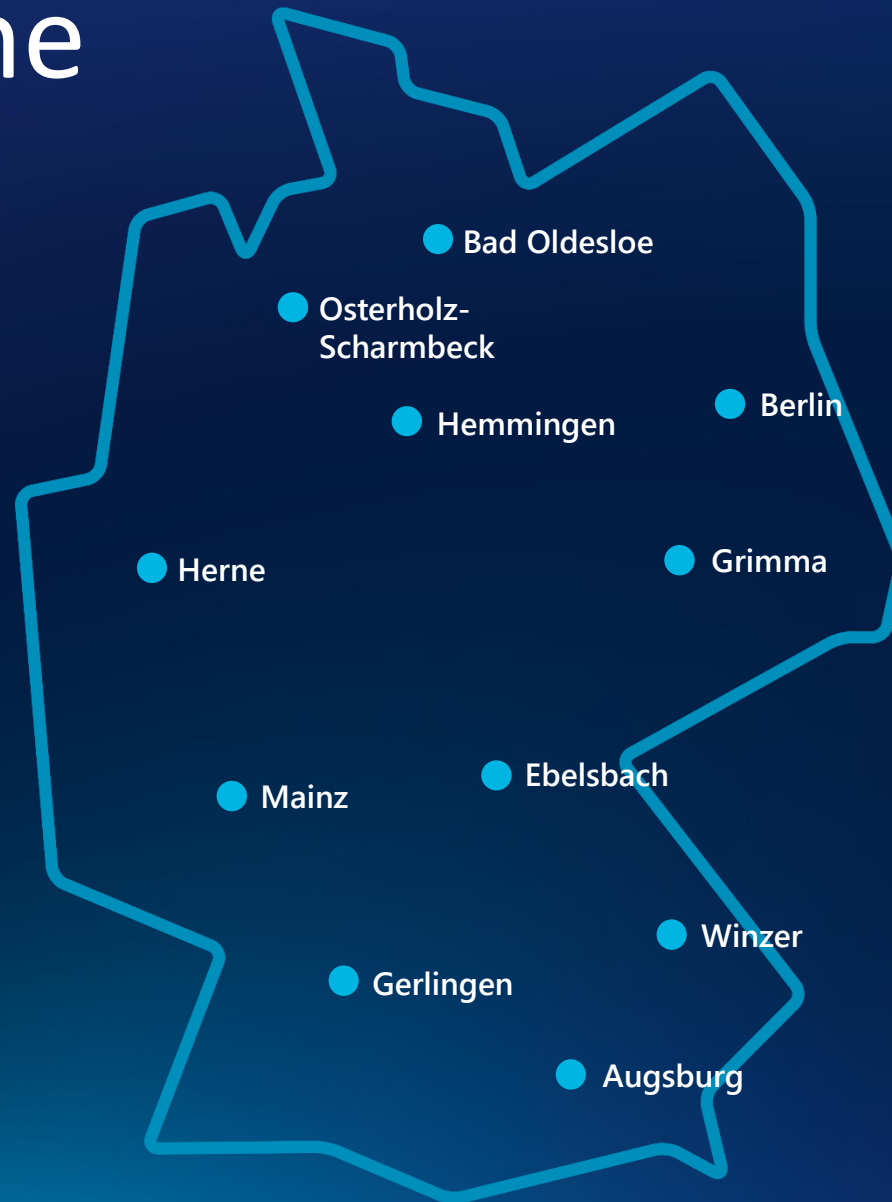 ne
Bad Oldesloe
Osterholz-
Scharmbeck
Berlin
Hemmingen
Grimma
Herne
Ebelsbach
Mainz
Winzer
Gerlingen
Augsburg